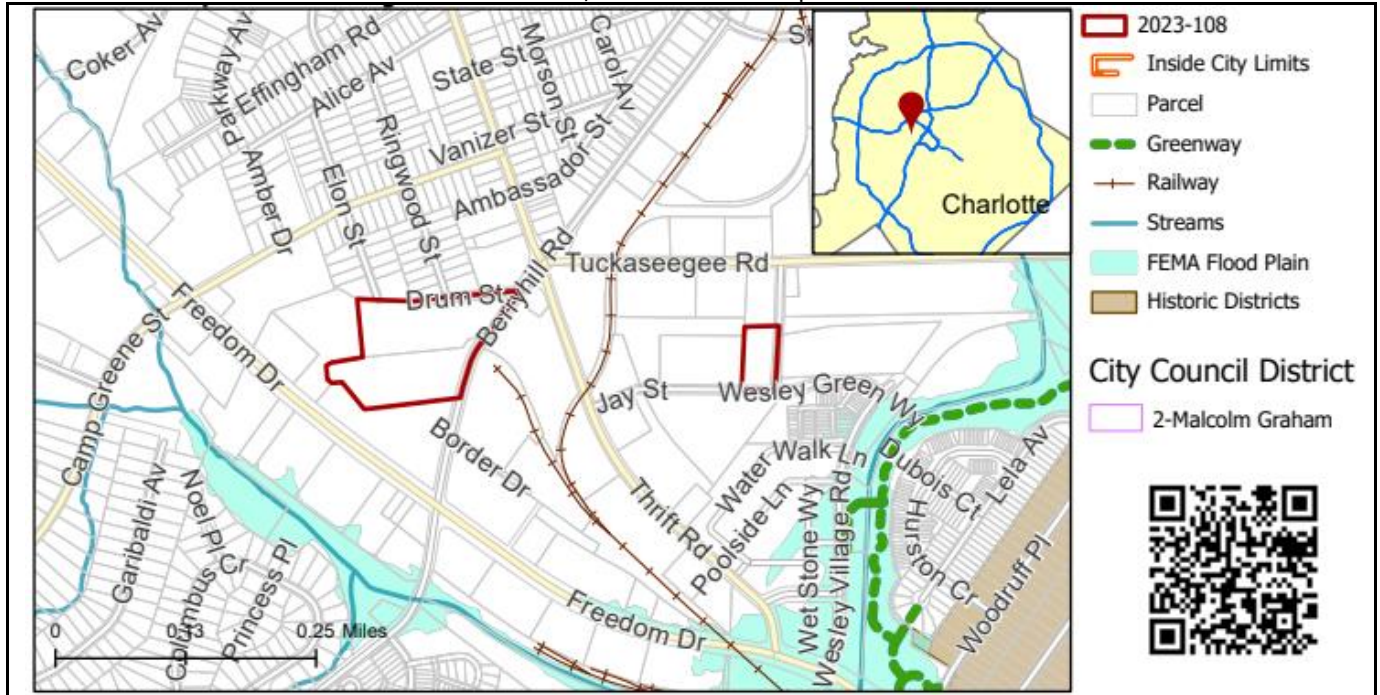 Coker Av
Parkway Av
Effingham Rd
Alice Av
State St
Morson St
Carol Av
St
Vanizer St
Ringwood St
Ambassador St
Elon St
Amber Dr
Tuckaseegee Rd
Berryhill Rd
Drum St
Freedom Dr
Camp Greene St
Jay St
Wesley Green Wy
Border Dr
Walk Ln
Water
Dubois Ct
Lela Av
Garibaldi Av
Noel Pl
Columbus Cr
Princess Pl
Thrift Rd
Poolside Ln
Wet Stone Wy
Wesley Village Rd
Hurston Cr
Woodruff Pl
Freedom Dr
0 0.13 0.25 Miles
Charlotte
2023-108
Inside City Limits
Parcel
Greenway
Railway
Streams
FEMA Flood Plain
Historic Districts
City Council District
2-Malcolm Graham